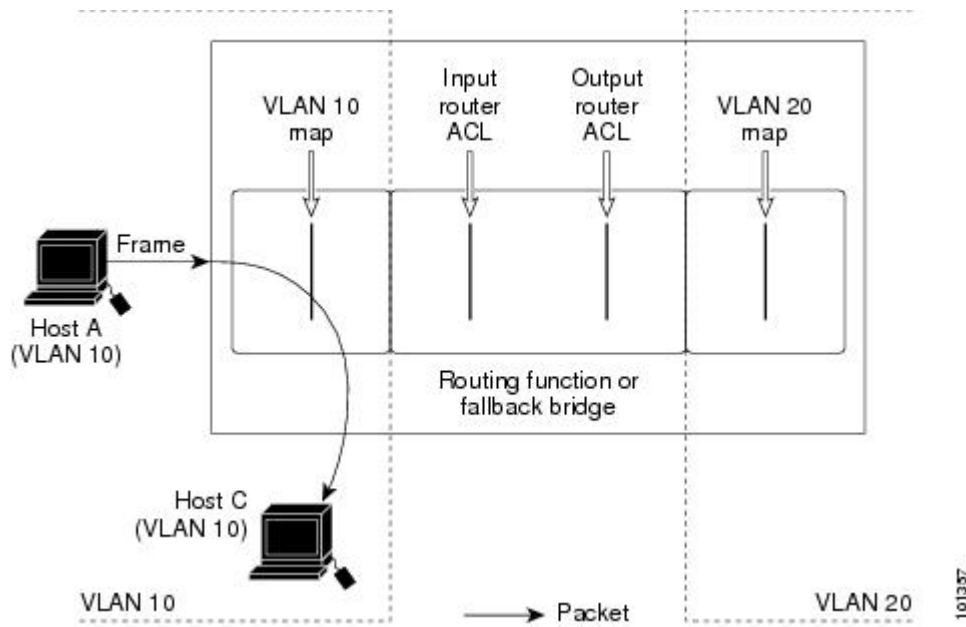 VLAN 10
map
Input
router
ACL
Output
router
ACL
VLAN 20
map
Frame
Host A
(VLAN 10)
Routing function or
fallback bridge
Host C
(VLAN 10)
VLAN 10
Packet
VLAN 20
101357